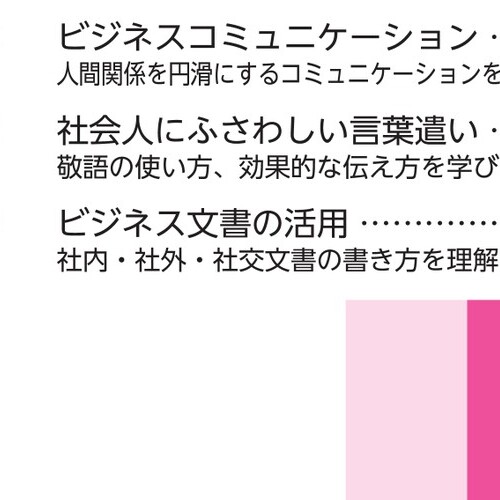 ビジネスコミュニケーション ·
人間関係を円滑にするコミュニケーションを
社会人にふさわしい言葉遣い ·
敬語の使い方、効果的な伝え方を学び
ビジネス文書の活用 ··············
社内・社外・社交文書の書き方を理解